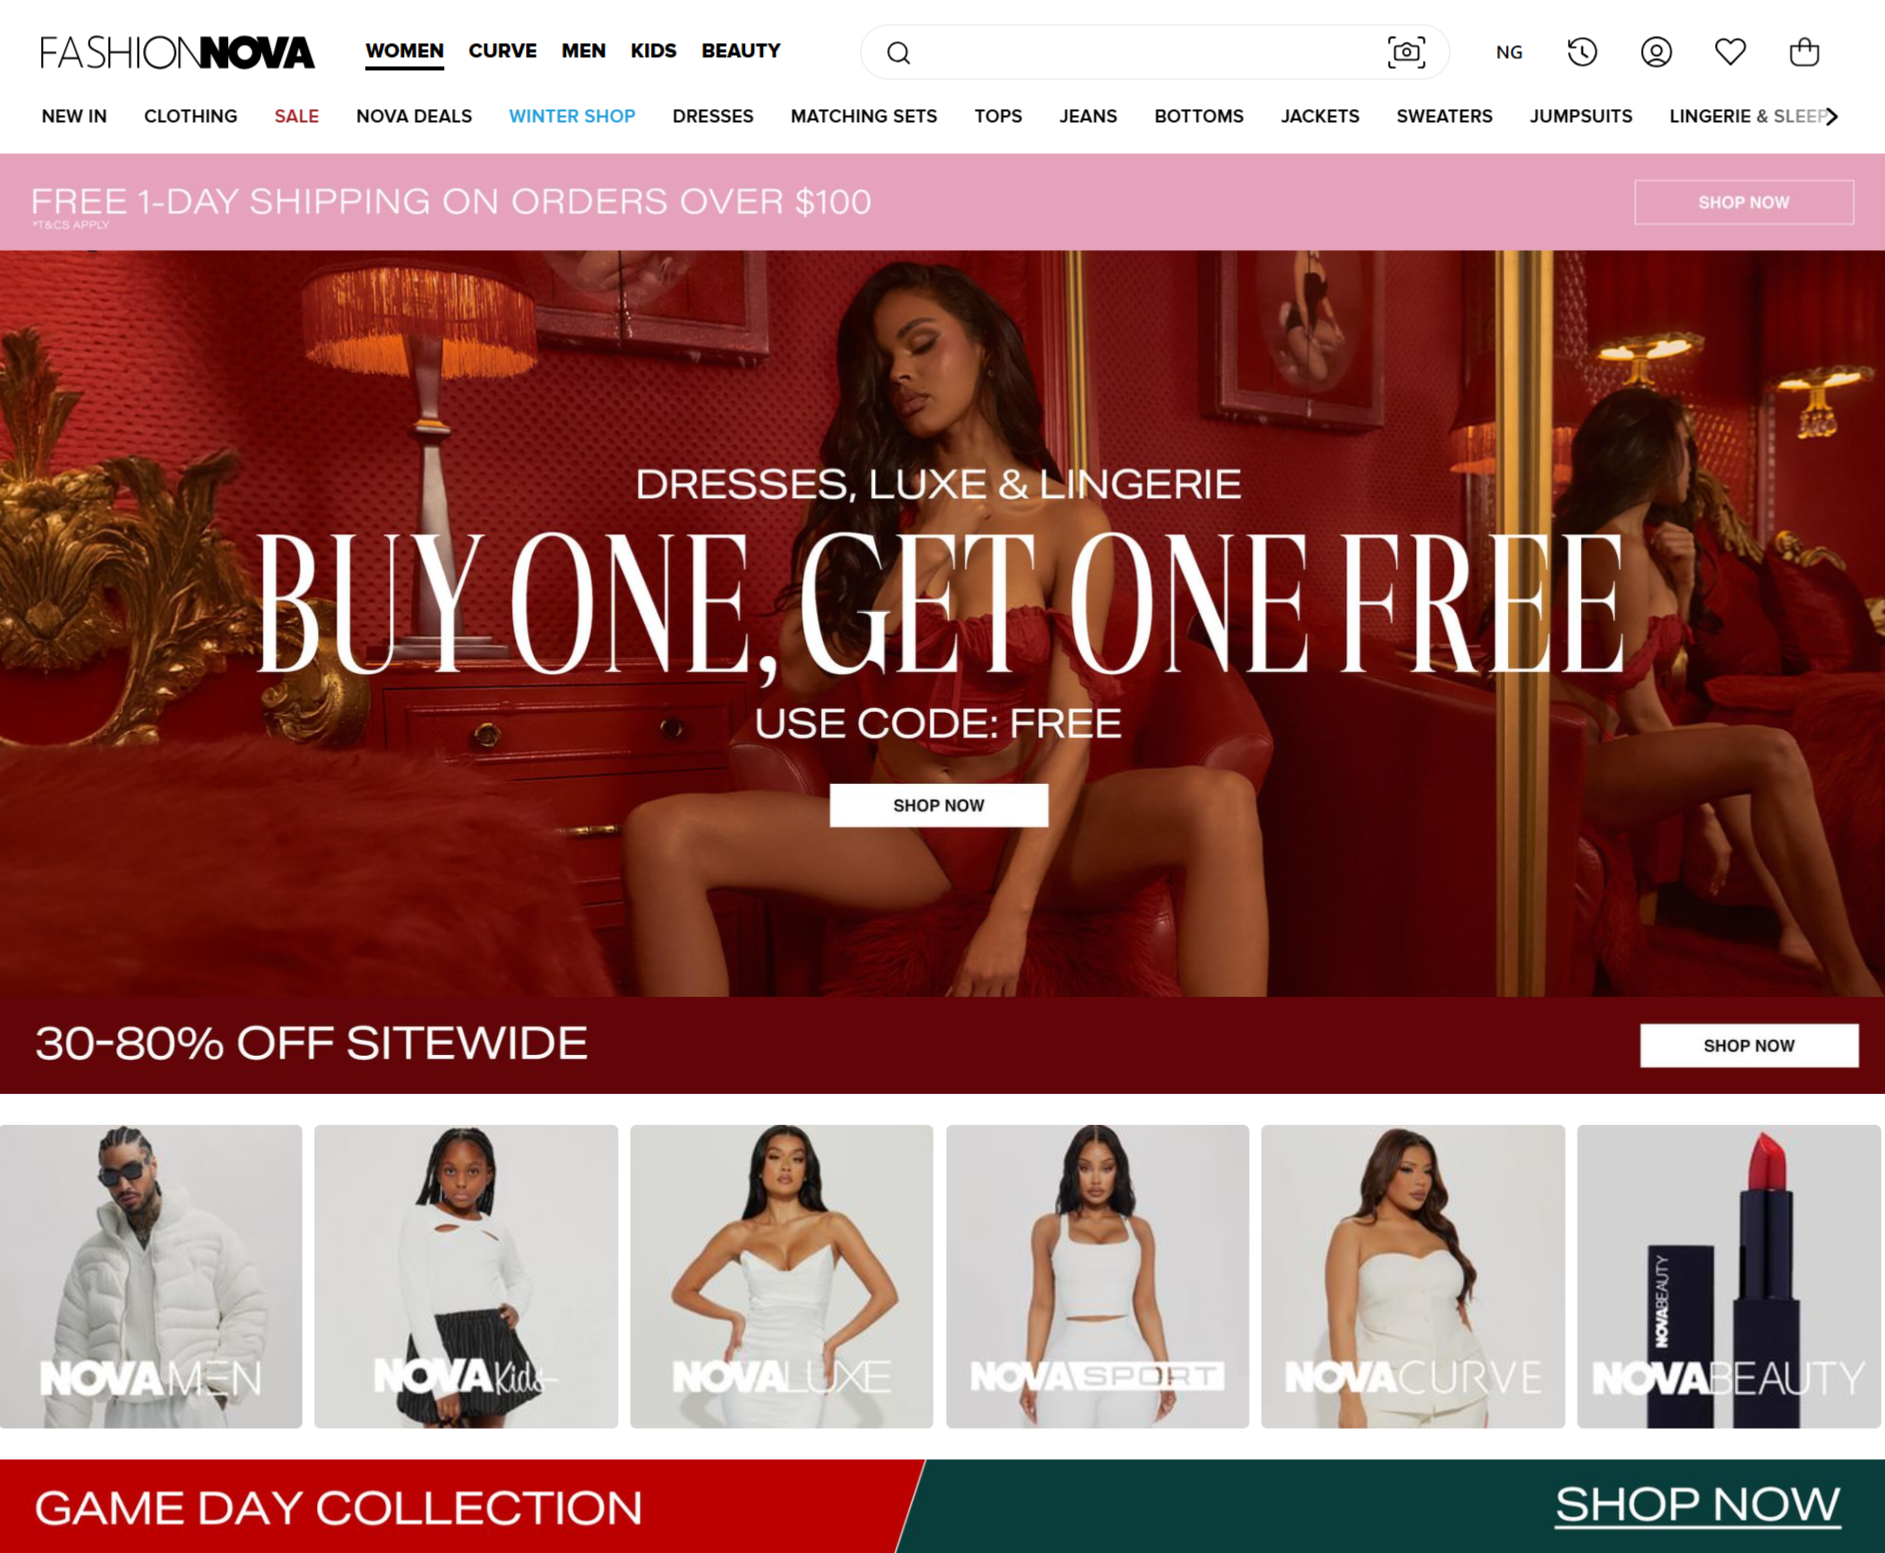 FASHIONNOVA
WOMEN CURVE MEN KIDS BEAUTY
NG
NEW IN CLOTHING SALE NOVA DEALS WINTER SHOP DRESSES MATCHING SETS TOPS JEANS BOTTOMS JACKETS SWEATERS JUMPSUITS LINGERIE & SLEEP
FREE 1-DAY SHIPPING ON ORDERS OVER $100
*T&CS APPLY
SHOP NOW
DRESSES, LUXE & LINGERIE
BUY ONE, GET ONE FREE
USE CODE: FREE
SHOP NOW
30-80% OFF SITEWIDE
SHOP NOW
NOVAMEN
NOVAKids
NOVALUXE
NOVASPORT
NOVACURVE
NOVABEAUTY
NOVABEAUTY
GAME DAY COLLECTION
SHOP NOW